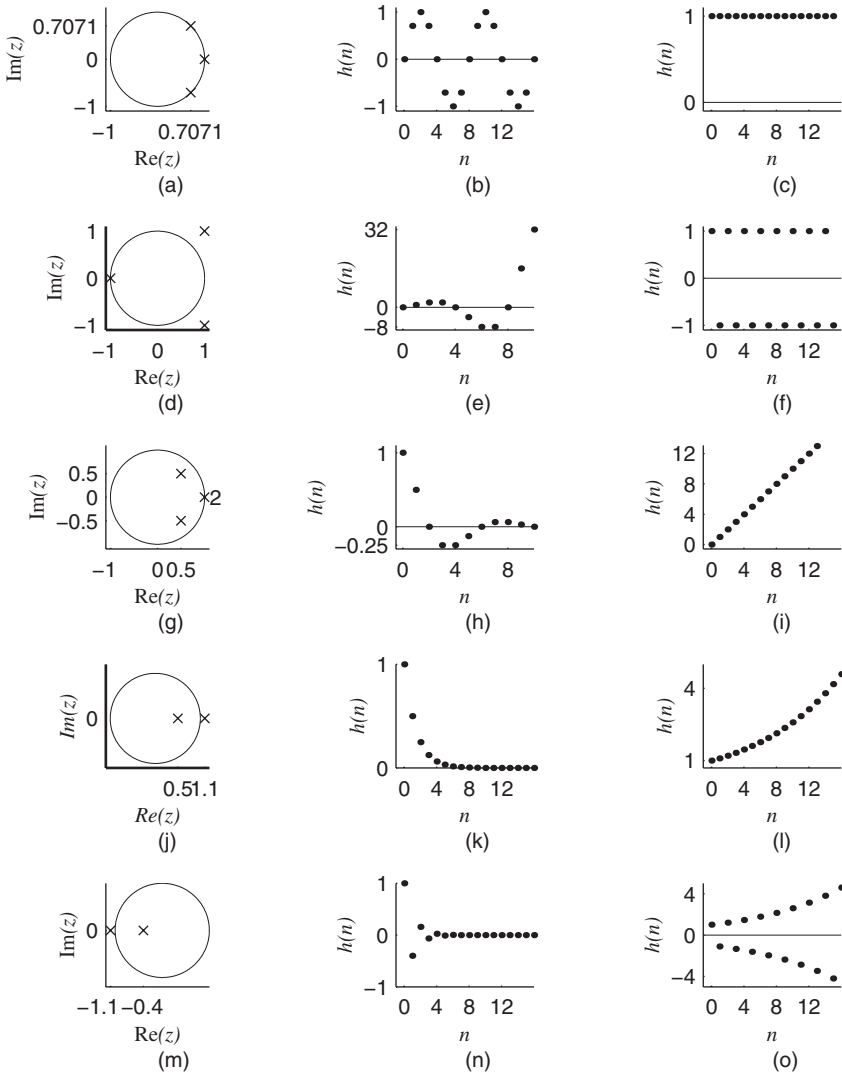 0.7071
0
−1
−1 0.7071
Im(z)
Re(z)
(a)
1
0
−1
0 4 8 12
h(n)
n
(b)
1
0
0 4 8 12
h(n)
n
(c)
1
0
−1
−1 0 1
Im(z)
Re(z)
(d)
32
0
−8
0 4 8
h(n)
n
(e)
1
0
−1
0 4 8 12
h(n)
n
(f)
0.5
0
−0.5
2
−1 0 0.5
Im(z)
Re(z)
(g)
1
0
−0.25
0 4 8
h(n)
n
(h)
12
8
4
0
0 4 8 12
h(n)
n
(i)
0
0.51.1
Im(z)
Re(z)
(j)
1
0
0 4 8 12
h(n)
n
(k)
4
1
0 4 8 12
h(n)
n
(l)
0
−1.1 −0.4
Im(z)
Re(z)
(m)
1
0
−1
0 4 8 12
h(n)
n
(n)
4
0
−4
0 4 8 12
h(n)
n
(o)